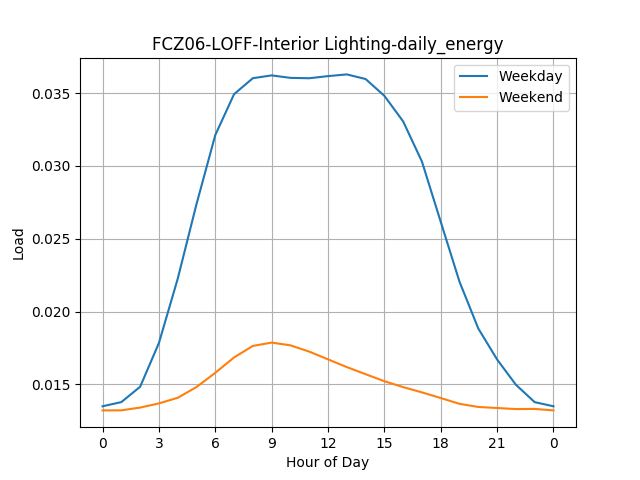 FCZ06-LOFF-Interior Lighting-daily_energy
Weekday
Weekend
0.035
0.030
0.025
0.020
0.015
Load
0 3 6 9 12 15 18 21 0
Hour of Day